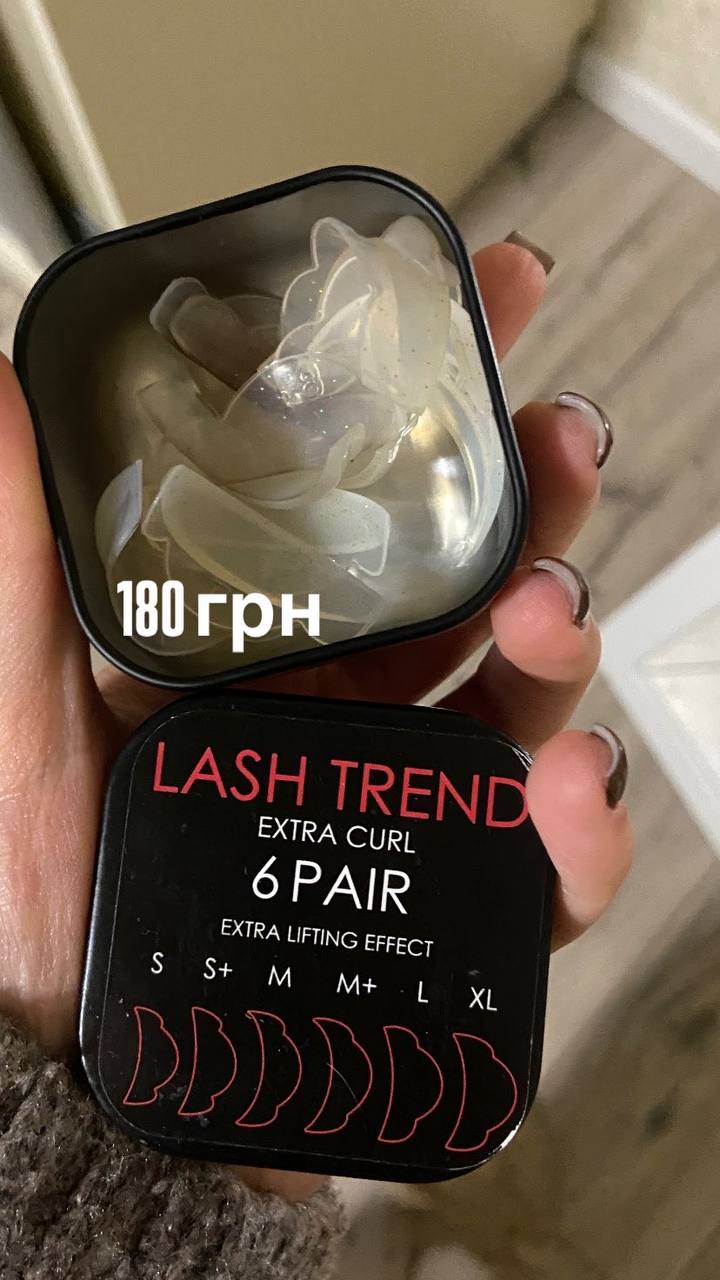 180 грн
LASH TREND
EXTRA CURL
6 PAIR
EXTRA LIFTING EFFECT
S S+ M M+ L XL